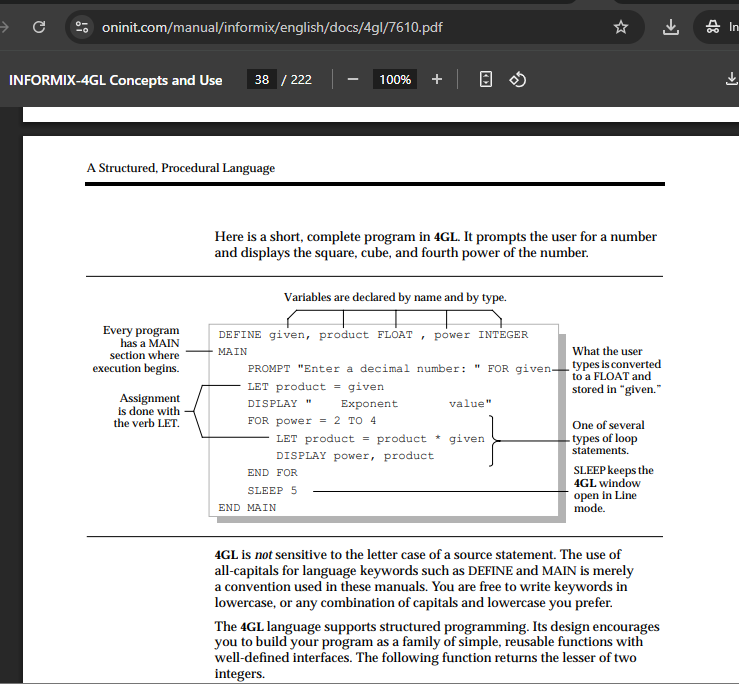 oninit.com/manual/informix/english/docs/4gl/7610.pdf
In
INFORMIX-4GL Concepts and Use
38 / 222
100%
A Structured, Procedural Language
Here is a short, complete program in 4GL. It prompts the user for a number
and displays the square, cube, and fourth power of the number.
Variables are declared by name and by type.
Every program
has a MAIN
section where
execution begins.
Assignment
is done with
the verb LET.
DEFINE given, product FLOAT , power INTEGER
MAIN
PROMPT "Enter a decimal number: " FOR given
LET product = given
DISPLAY "    Exponent       value"
FOR power = 2 TO 4
LET product = product * given
DISPLAY power, product
END FOR
SLEEP 5
END MAIN
What the user
types is converted
to a FLOAT and
stored in “given.”
One of several
types of loop
statements.
SLEEP keeps the
4GL window
open in Line
mode.
4GL is not sensitive to the letter case of a source statement. The use of
all-capitals for language keywords such as DEFINE and MAIN is merely
a convention used in these manuals. You are free to write keywords in
lowercase, or any combination of capitals and lowercase you prefer.
The 4GL language supports structured programming. Its design encourages
you to build your program as a family of simple, reusable functions with
well-defined interfaces. The following function returns the lesser of two
integers.